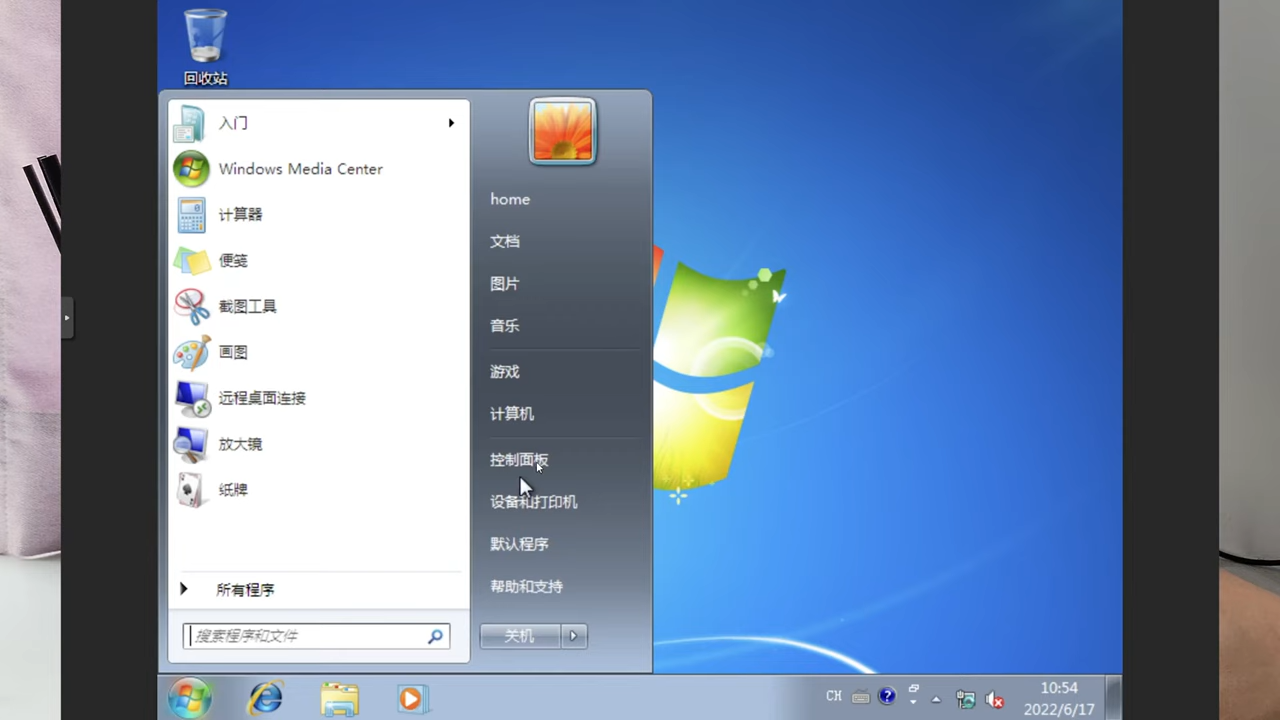 回收站
入门
Windows Media Center
计算器
便笺
截图工具
画图
远程桌面连接
放大镜
纸牌
所有程序
搜索程序和文件
home
文档
图片
音乐
游戏
计算机
控制面板
设备和打印机
默认程序
帮助和支持
关机
CH
10:54
2022/6/17